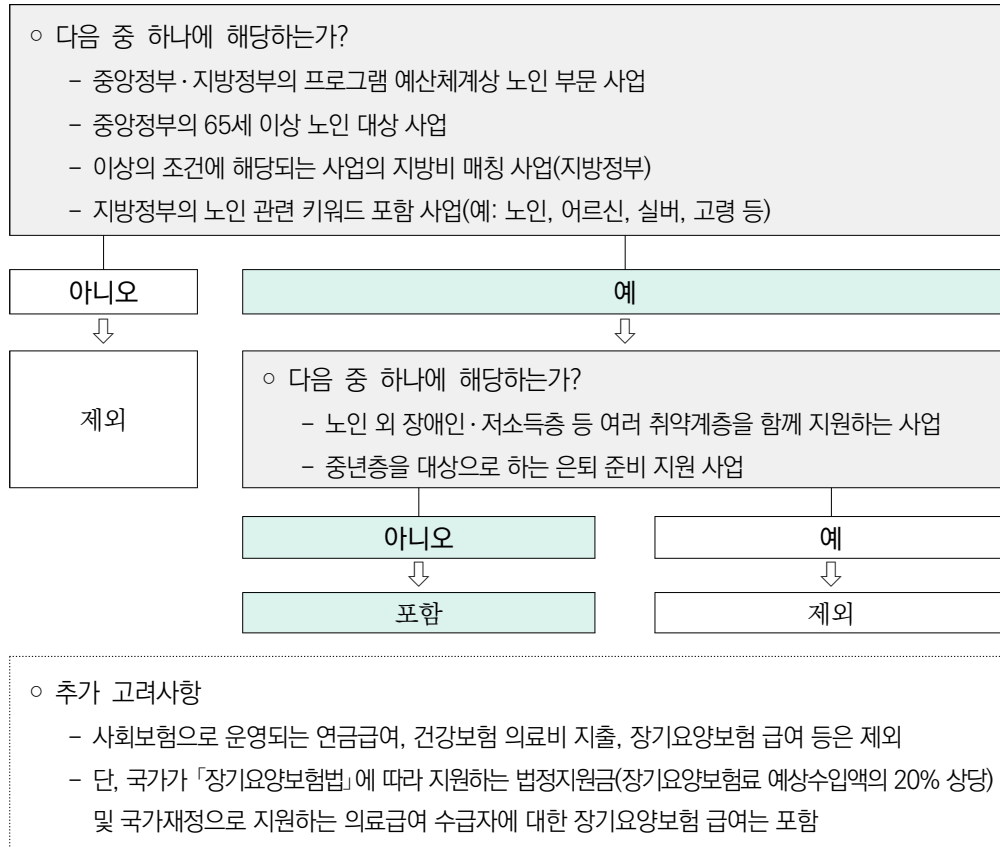 ○ 다음 중 하나에 해당하는가?
– 중앙정부·지방정부의 프로그램 예산체계상 노인 부문 사업
– 중앙정부의 65세 이상 노인 대상 사업
– 이상의 조건에 해당되는 사업의 지방비 매칭 사업(지방정부)
– 지방정부의 노인 관련 키워드 포함 사업(예: 노인, 어르신, 실버, 고령 등)
아니오
예
제외
○ 다음 중 하나에 해당하는가?
– 노인 외 장애인·저소득층 등 여러 취약계층을 함께 지원하는 사업
– 중년층을 대상으로 하는 은퇴 준비 지원 사업
아니오
예
포함
제외
○ 추가 고려사항
– 사회보험으로 운영되는 연금급여, 건강보험 의료비 지출, 장기요양보험 급여 등은 제외
– 단, 국가가 「장기요양보험법」에 따라 지원하는 법정지원금(장기요양보험료 예상수입액의 20% 상당)
및 국가재정으로 지원하는 의료급여 수급자에 대한 장기요양보험 급여는 포함